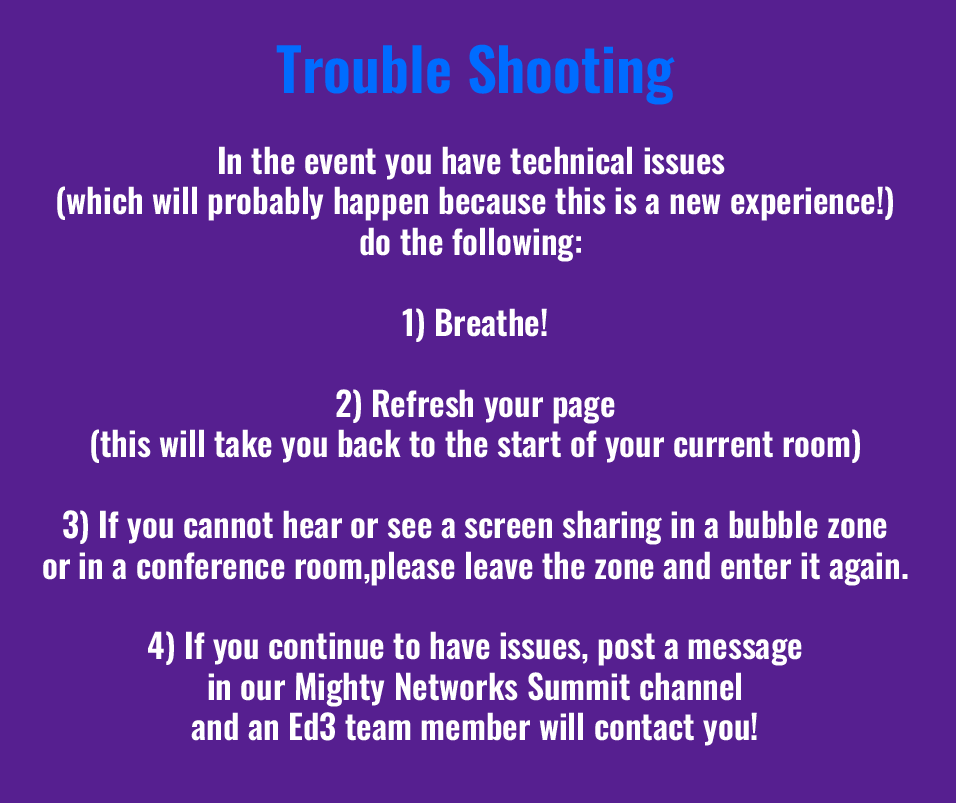 Trouble Shooting
In the event you have technical issues
(which will probably happen because this is a new experience!)
do the following:
1) Breathe!
2) Refresh your page
(this will take you back to the start of your current room)
3) If you cannot hear or see a screen sharing in a bubble zone
or in a conference room,please leave the zone and enter it again.
4) If you continue to have issues, post a message
in our Mighty Networks Summit channel
and an Ed3 team member will contact you!